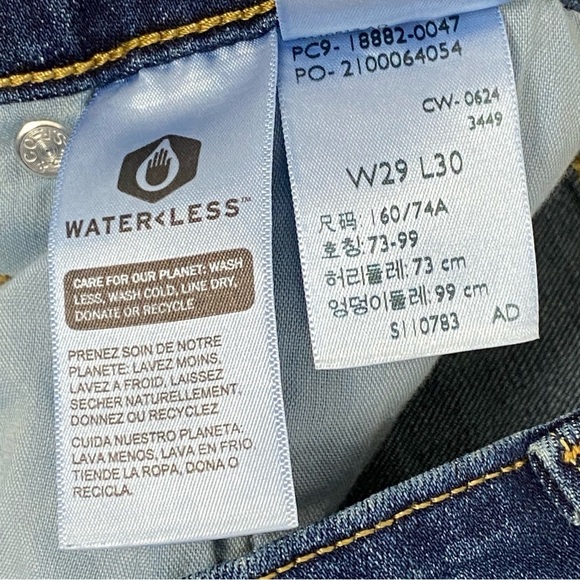 WATER<LESS™
CARE FOR OUR PLANET: WASH
LESS, WASH COLD, LINE DRY,
DONATE OR RECYCLE
PRENEZ SOIN DE NOTRE
PLANETE: LAVEZ MOINS,
LAVEZ A FROID, LAISSEZ
SECHER NATURELLEMENT,
DONNEZ OU RECYCLEZ
CUIDA NUESTRO PLANETA:
LAVA MENOS, LAVA EN FRIO
TIENDE LA ROPA, DONA O
RECICLA.
PC9- 18882-0047
PO- 2100064054
CW- 0624
3449
W29 L30
尺码: 160/74A
호칭: 73-99
허리둘레: 73 cm
엉덩이둘레: 99 cm
S110783 AD